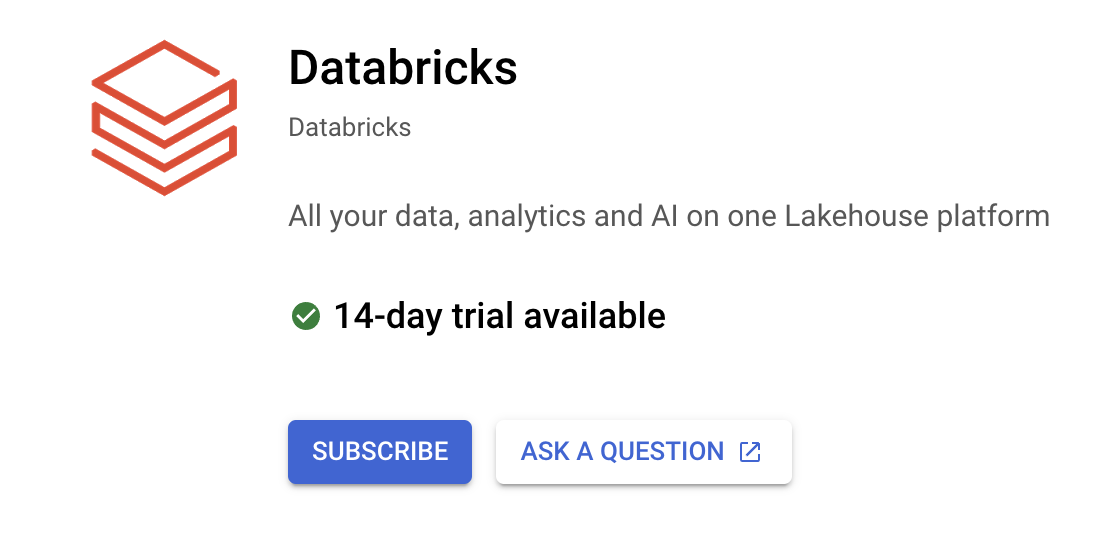 Databricks
Databricks
All your data, analytics and AI on one Lakehouse platform
14-day trial available
SUBSCRIBE
ASK A QUESTION